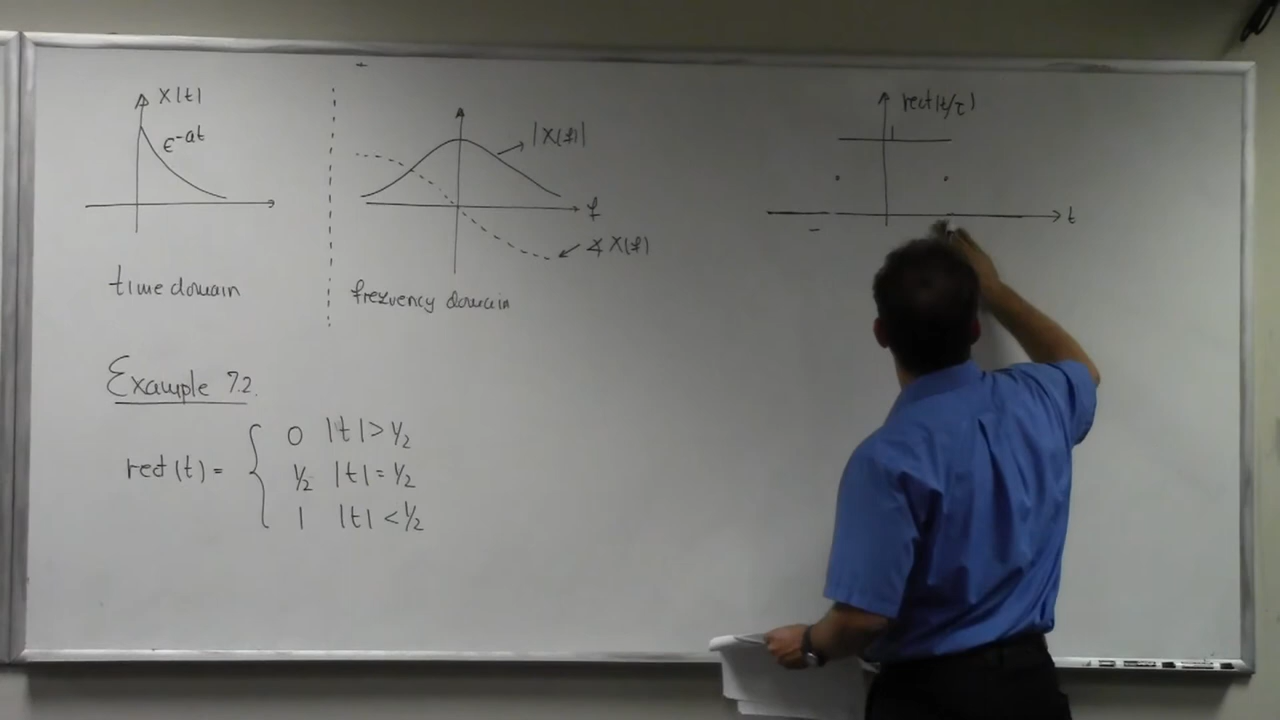 x(t)
e^-at
time domain
|X(f)|
f
∡ X(f)
frequency domain
rect(t/τ)
t
Example 7.2.
rect(t) = {
0 |t| > 1/2
1/2 |t| = 1/2
1 |t| < 1/2